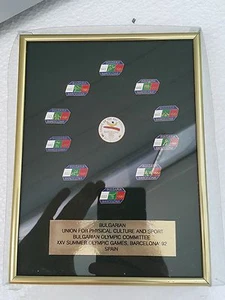 BULGARIAN
UNION FOR PHYSICAL CULTURE AND SPORT
BULGARIAN OLYMPIC COMMITTEE
XXV SUMMER OLYMPIC GAMES, BARCELONA' 92
SPAIN